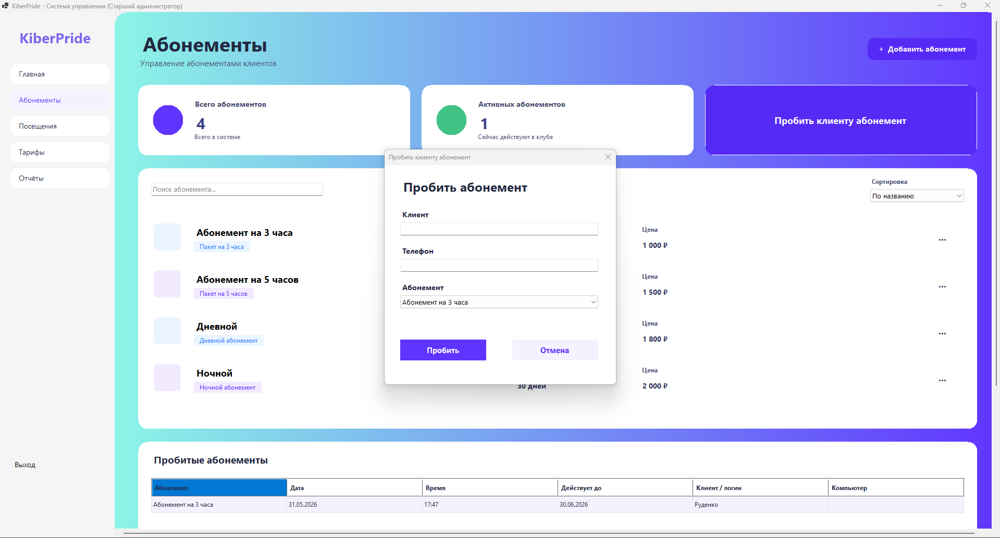 KiberPride - Система управления (Старший администратор)
KiberPride
Главная
Абонементы
Посещения
Тарифы
Отчёты
Выход
Абонементы
Управление абонементами клиентов
+ Добавить абонемент
Всего абонементов
4
Всего в системе
Активных абонементов
1
Сейчас действуют в клубе
Пробить клиенту абонемент
Поиск абонемента...
Сортировка
По названию
Абонемент на 3 часа
Пакет на 3 часа
Цена
1 000 ₽
...
Абонемент на 5 часов
Пакет на 5 часов
Цена
1 500 ₽
...
Дневной
Дневной абонемент
Цена
1 800 ₽
...
Ночной
Ночной абонемент
30 дней
Цена
2 000 ₽
...
Пробить клиенту абонемент
Пробить абонемент
Клиент
Телефон
Абонемент
Абонемент на 3 часа
Пробить
Отмена
Пробитые абонементы
Абонемент Дата Время Действует до Клиент / логин Компьютер
Абонемент на 3 часа 31.05.2026 17:47 30.06.2026 Руденко